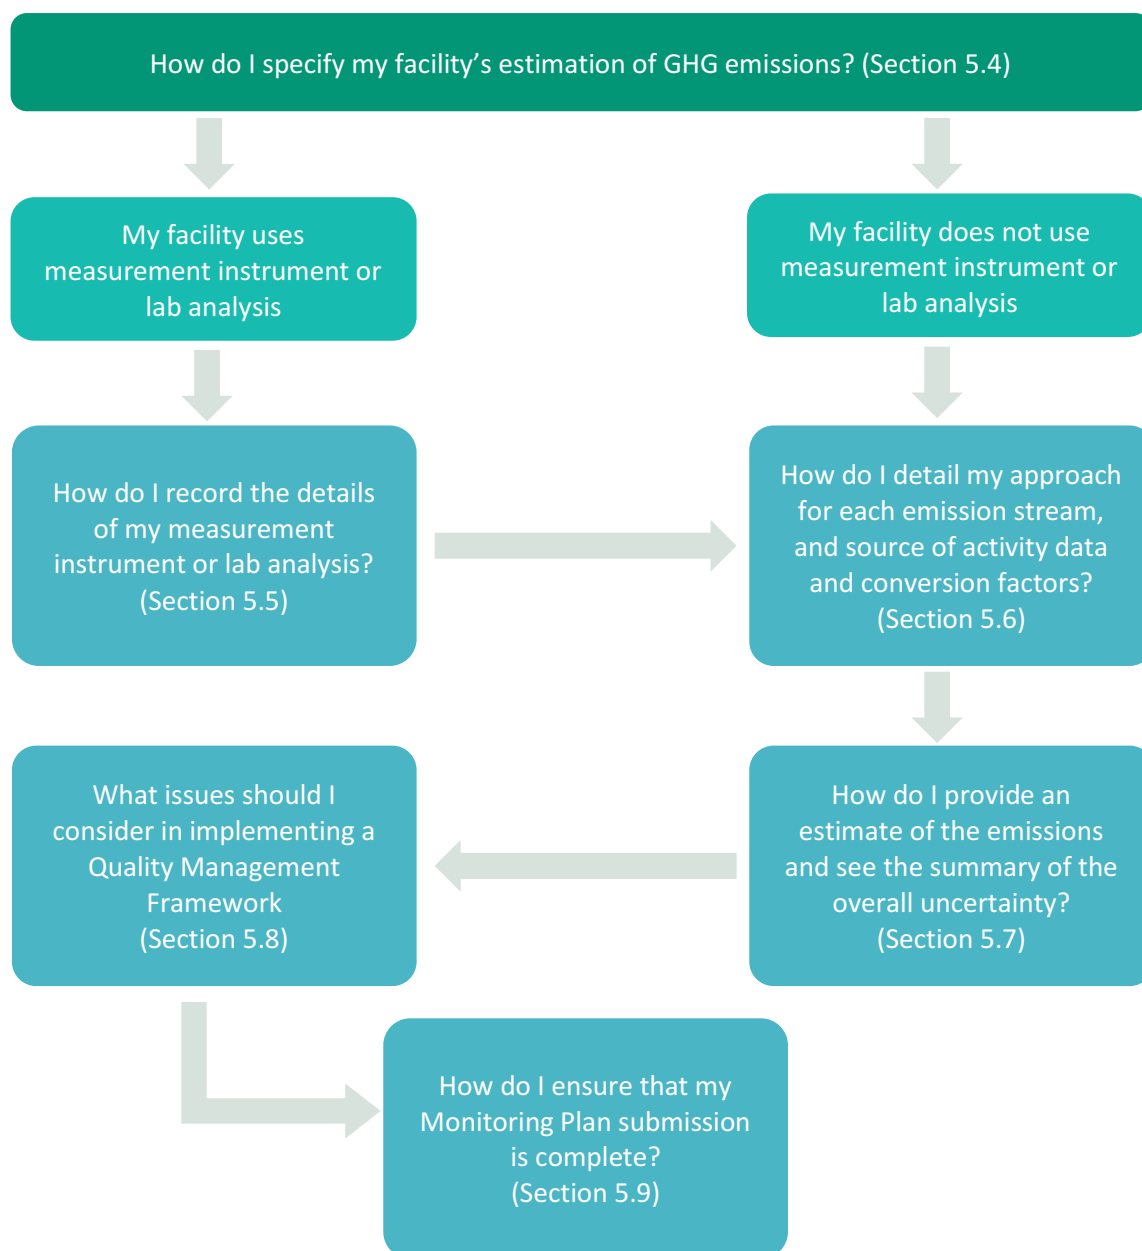 How do I specify my facility’s estimation of GHG emissions? (Section 5.4)
My facility uses
measurement instrument or
lab analysis
My facility does not use
measurement instrument or
lab analysis
How do I record the details
of my measurement
instrument or lab analysis?
(Section 5.5)
How do I detail my approach
for each emission stream,
and source of activity data
and conversion factors?
(Section 5.6)
How do I provide an
estimate of the emissions
and see the summary of the
overall uncertainty?
(Section 5.7)
What issues should I
consider in implementing a
Quality Management
Framework
(Section 5.8)
How do I ensure that my
Monitoring Plan submission
is complete?
(Section 5.9)